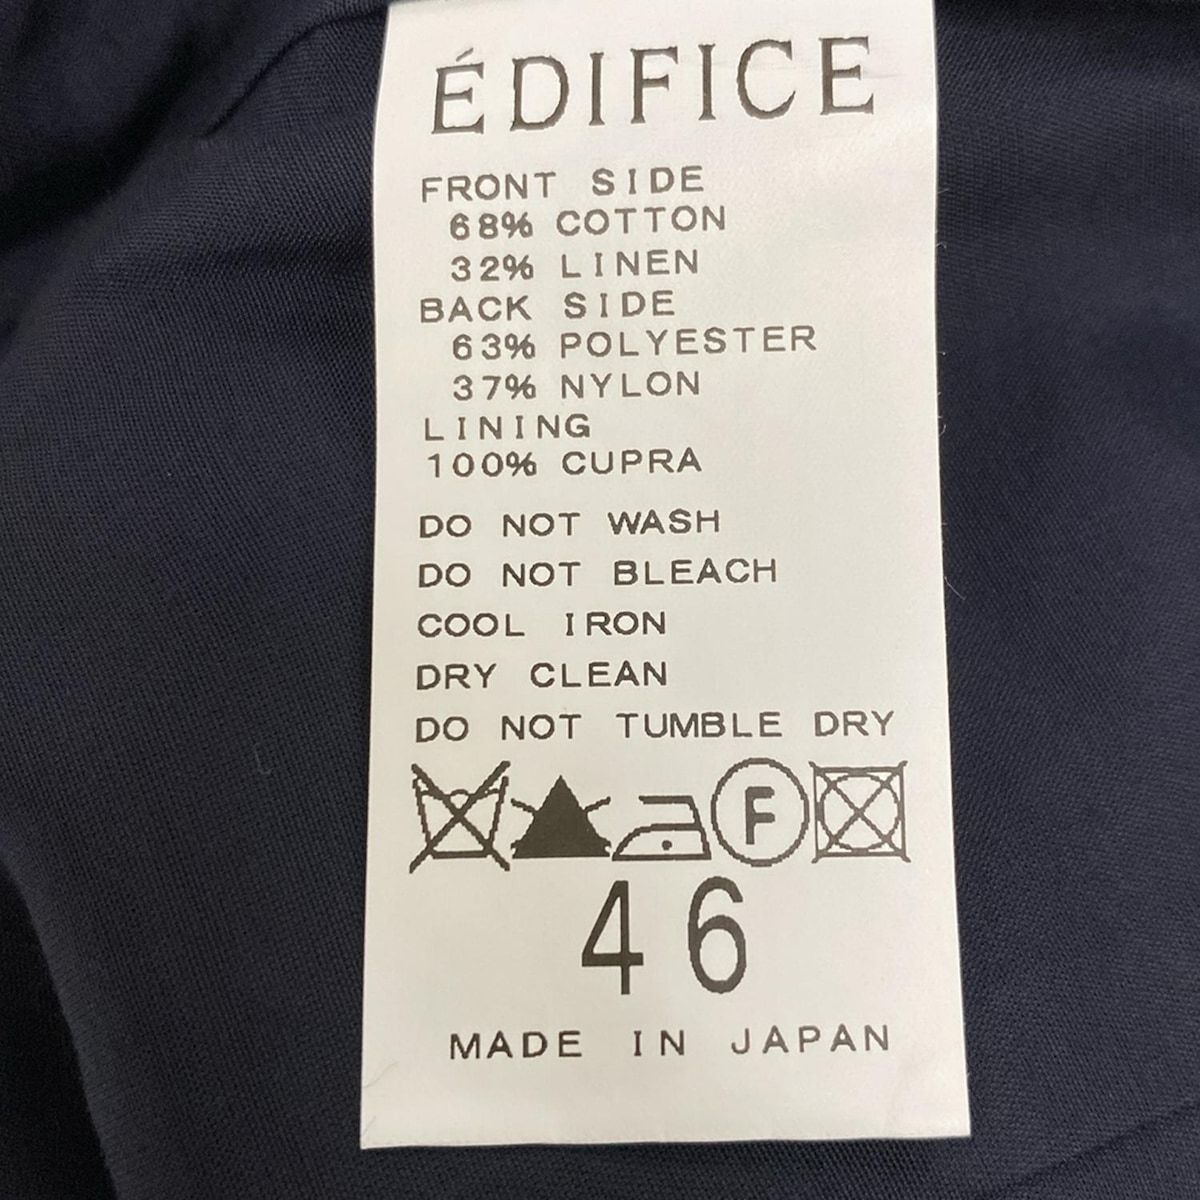 ÉDIFICE
FRONT SIDE
68% COTTON
32% LINEN
BACK SIDE
63% POLYESTER
37% NYLON
LINING
100% CUPRA
DO NOT WASH
DO NOT BLEACH
COOL IRON
DRY CLEAN
DO NOT TUMBLE DRY
F
46
MADE IN JAPAN